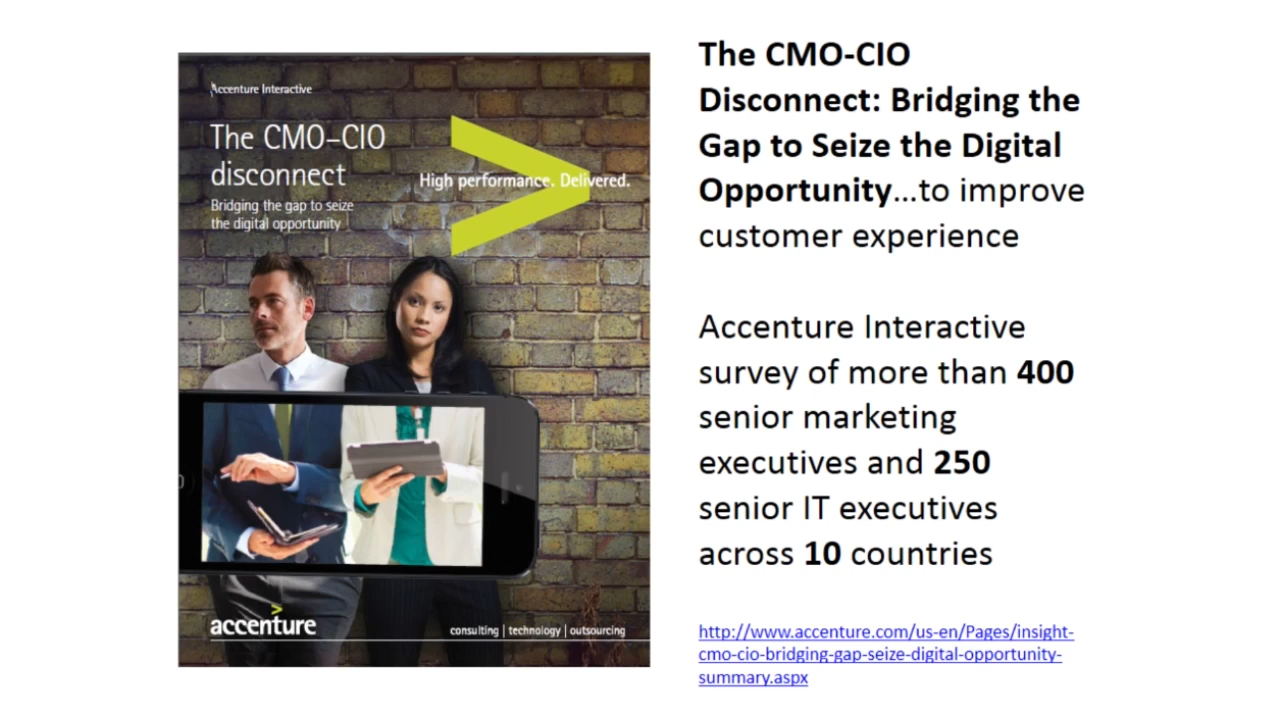 Accenture Interactive
The CMO–CIO
disconnect
Bridging the gap to seize
the digital opportunity
High performance. Delivered.
accenture
consulting | technology | outsourcing
The CMO-CIO
Disconnect: Bridging the
Gap to Seize the Digital
Opportunity...to improve
customer experience
Accenture Interactive
survey of more than 400
senior marketing
executives and 250
senior IT executives
across 10 countries
http://www.accenture.com/us-en/Pages/insight-
cmo-cio-bridging-gap-seize-digital-opportunity-
summary.aspx